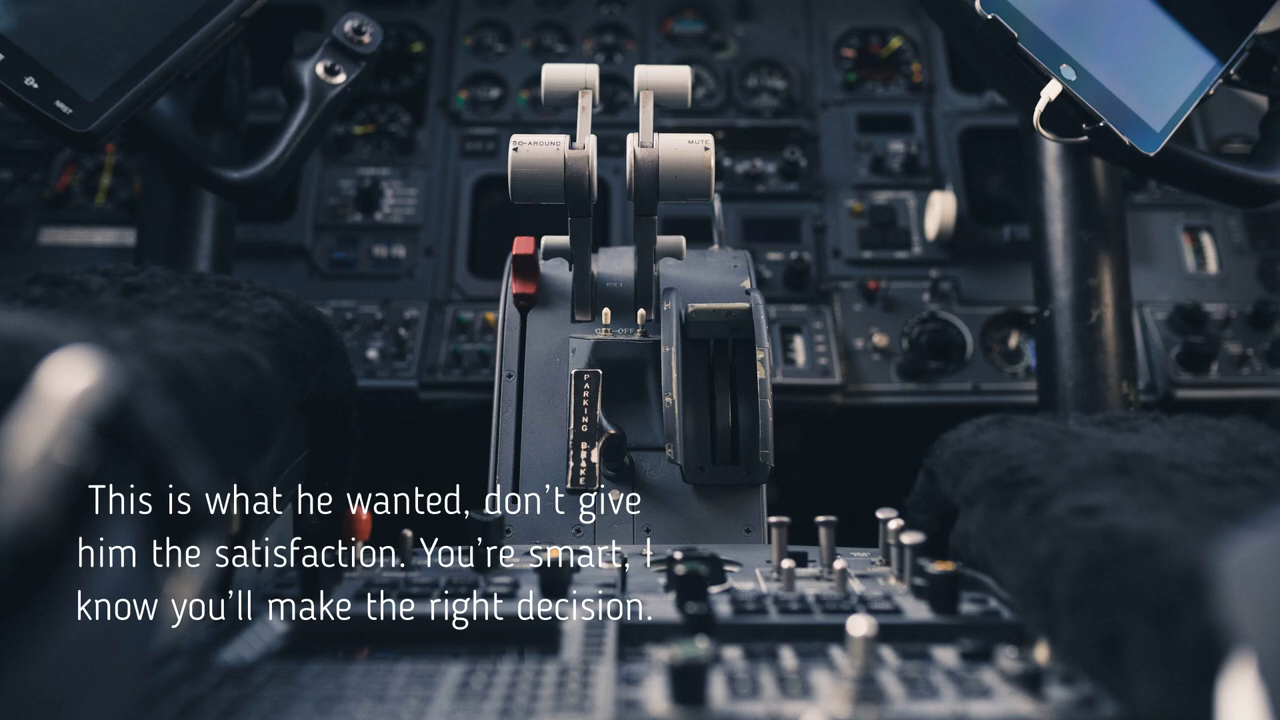 GO-AROUND
MUTE
PARKING BRAKE
This is what he wanted, don't give
him the satisfaction. You're smart, I
know you'll make the right decision.